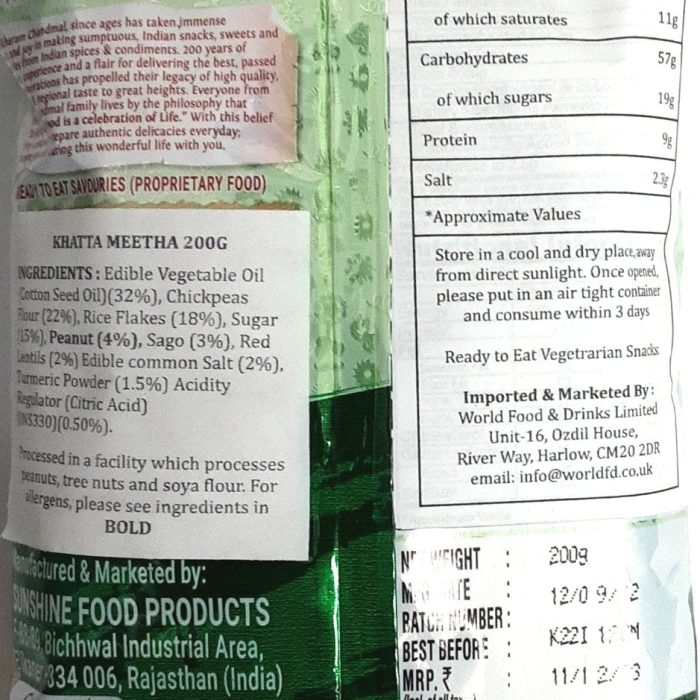 Chandmal, since ages has taken immense
joy in making sumptuous, Indian snacks, sweets and
from Indian spices & condiments. 200 years of
experience and a flair for delivering the best, passed
has propelled their legacy of high quality,
regional taste to great heights. Everyone from
family lives by the philosophy that
is a celebration of Life." With this belief
authentic delicacies everyday;
this wonderful life with you.
READY TO EAT SAVOURIES (PROPRIETARY FOOD)
KHATTA MEETHA 200G
INGREDIENTS : Edible Vegetable Oil
(Cotton Seed Oil)(32%), Chickpeas
Flour (22%), Rice Flakes (18%), Sugar
(15%), Peanut (4%), Sago (3%), Red
Lentils (2%) Edible common Salt (2%),
Turmeric Powder (1.5%) Acidity
Regulator (Citric Acid)
(INS330)(0.50%).
Processed in a facility which processes
peanuts, tree nuts and soya flour. For
allergens, please see ingredients in
BOLD
Manufactured & Marketed by:
SUNSHINE FOOD PRODUCTS
Bichhwal Industrial Area,
334 006, Rajasthan (India)
of which saturates 11g
Carbohydrates 57g
of which sugars 19g
Protein 9g
Salt 2.3g
*Approximate Values
Store in a cool and dry place, away
from direct sunlight. Once opened,
please put in an air tight container
and consume within 3 days
Ready to Eat Vegetrarian Snacks
Imported & Marketed By:
World Food & Drinks Limited
Unit-16, Ozdil House,
River Way, Harlow, CM20 2DR
email: info@worldfd.co.uk
NET WEIGHT : 200g
: 12/09/
BATCH NUMBER:
BEST BEFORE : K22I
MRP. ₹ : 11/12/